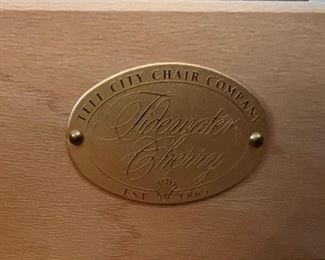 TELL CITY CHAIR COMPANY
Tidewater
Cherry
EST 1865